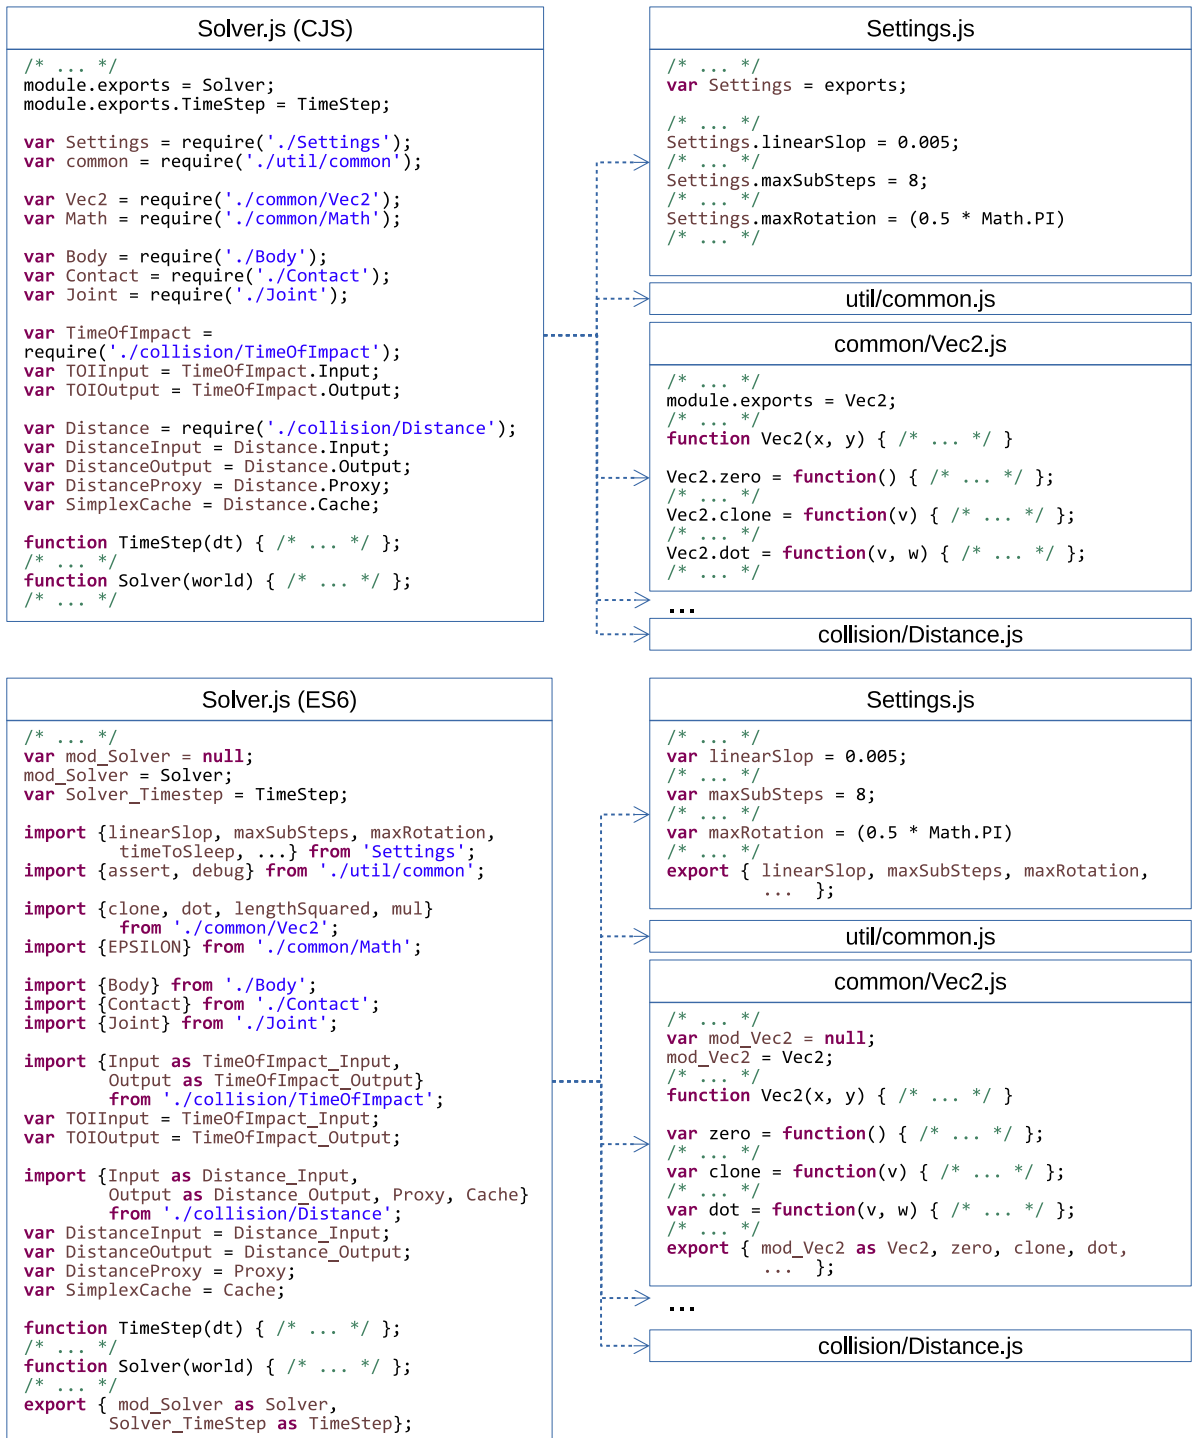 Solver.js (CJS)
/* ... */
module.exports = Solver;
module.exports.TimeStep = TimeStep;
var Settings = require('./Settings');
var common = require('./util/common');
var Vec2 = require('./common/Vec2');
var Math = require('./common/Math');
var Body = require('./Body');
var Contact = require('./Contact');
var Joint = require('./Joint');
var TimeOfImpact =
require('./collision/TimeOfImpact');
var TOIInput = TimeOfImpact.Input;
var TOIOutput = TimeOfImpact.Output;
var Distance = require('./collision/Distance');
var DistanceInput = Distance.Input;
var DistanceOutput = Distance.Output;
var DistanceProxy = Distance.Proxy;
var SimplexCache = Distance.Cache;
function TimeStep(dt) { /* ... */ };
/* ... */
function Solver(world) { /* ... */ };
/* ... */
Settings.js
/* ... */
var Settings = exports;
/* ... */
Settings.linearSlop = 0.005;
/* ... */
Settings.maxSubSteps = 8;
/* ... */
Settings.maxRotation = (0.5 * Math.PI)
/* ... */
util/common.js
common/Vec2.js
/* ... */
module.exports = Vec2;
/* ... */
function Vec2(x, y) { /* ... */ }
Vec2.zero = function() { /* ... */ };
/* ... */
Vec2.clone = function(v) { /* ... */ };
/* ... */
Vec2.dot = function(v, w) { /* ... */ };
/* ... */
...
collision/Distance.js
Solver.js (ES6)
/* ... */
var mod_Solver = null;
mod_Solver = Solver;
var Solver_Timestep = TimeStep;
import {linearSlop, maxSubSteps, maxRotation,
timeToSleep, ...} from 'Settings';
import {assert, debug} from './util/common';
import {clone, dot, lengthSquared, mul}
from './common/Vec2';
import {EPSILON} from './common/Math';
import {Body} from './Body';
import {Contact} from './Contact';
import {Joint} from './Joint';
import {Input as TimeOfImpact_Input,
Output as TimeOfImpact_Output}
from './collision/TimeOfImpact';
var TOIInput = TimeOfImpact_Input;
var TOIOutput = TimeOfImpact_Output;
import {Input as Distance_Input,
Output as Distance_Output, Proxy, Cache}
from './collision/Distance';
var DistanceInput = Distance_Input;
var DistanceOutput = Distance_Output;
var DistanceProxy = Proxy;
var SimplexCache = Cache;
function TimeStep(dt) { /* ... */ };
/* ... */
function Solver(world) { /* ... */ };
/* ... */
export { mod_Solver as Solver,
Solver_TimeStep as TimeStep};
Settings.js
/* ... */
var linearSlop = 0.005;
/* ... */
var maxSubSteps = 8;
/* ... */
var maxRotation = (0.5 * Math.PI)
/* ... */
export { linearSlop, maxSubSteps, maxRotation,
... };
util/common.js
common/Vec2.js
/* ... */
var mod_Vec2 = null;
mod_Vec2 = Vec2;
/* ... */
function Vec2(x, y) { /* ... */ }
var zero = function() { /* ... */ };
/* ... */
var clone = function(v) { /* ... */ };
/* ... */
var dot = function(v, w) { /* ... */ };
/* ... */
export { mod_Vec2 as Vec2, zero, clone, dot,
... };
...
collision/Distance.js